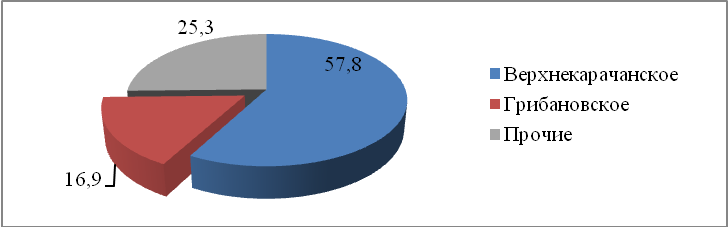 25,3
57,8
16,9
Верхнекарачанское
Грибановское
Прочие